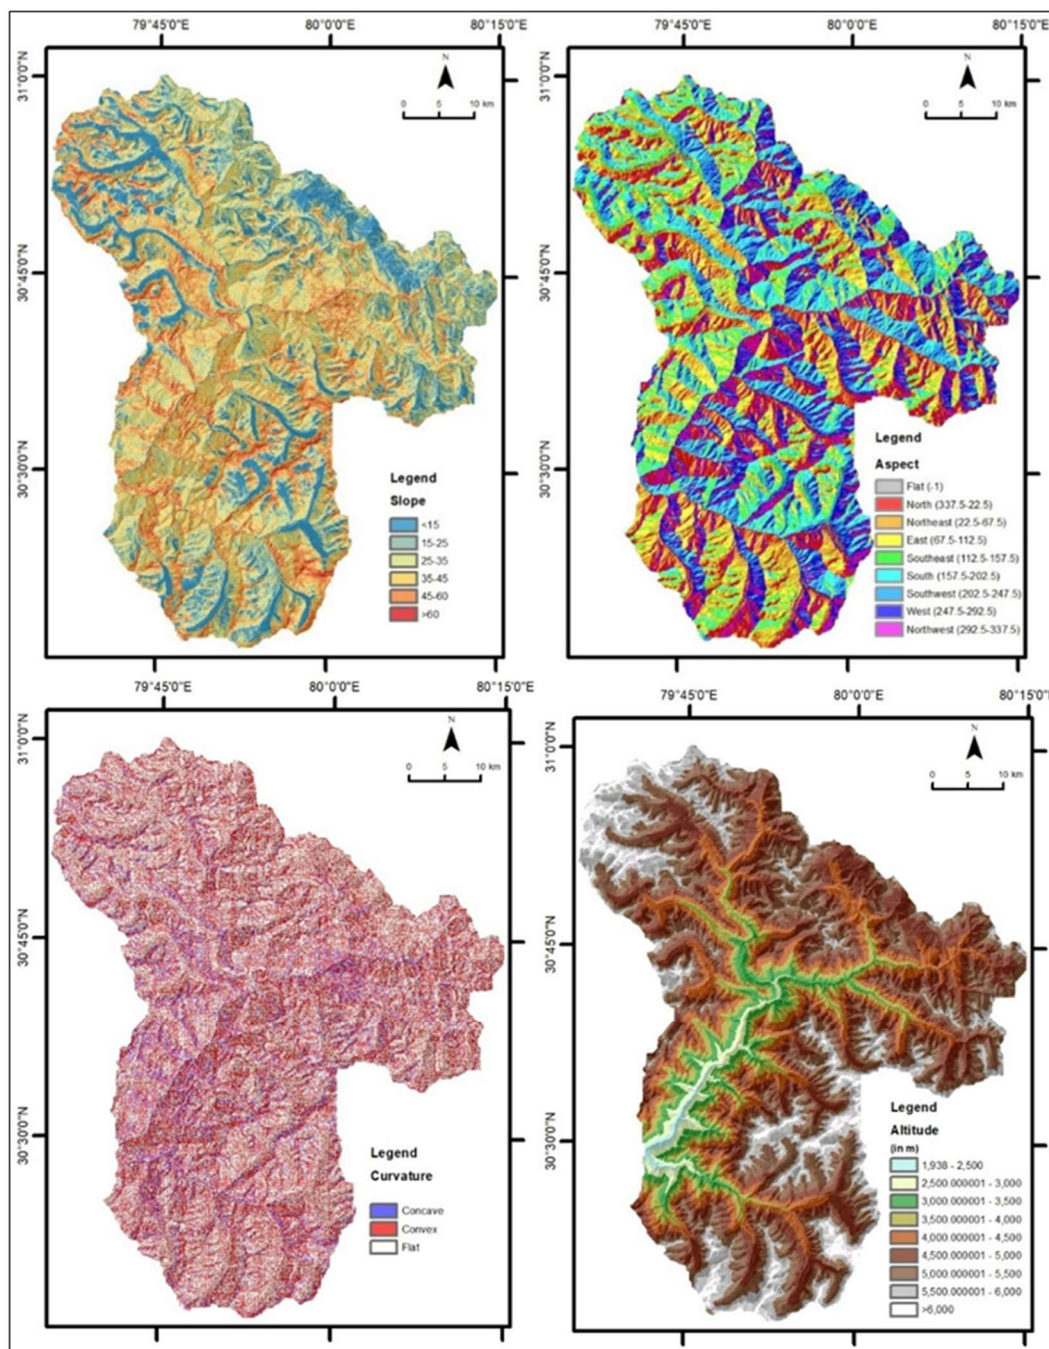 79°45'0"E 80°0'0"E 80°15'0"E
79°45'0"E 80°0'0"E 80°15'0"E
31°0'0"N
30°45'0"N
30°30'0"N
N
0 5 10 km
Legend
Slope
<15
15-25
25-35
35-45
45-60
>60
31°0'0"N
30°45'0"N
30°30'0"N
N
0 5 10 km
Legend
Aspect
Flat (-1)
North (337.5-22.5)
Northeast (22.5-67.5)
East (67.5-112.5)
Southeast (112.5-157.5)
South (157.5-202.5)
Southwest (202.5-247.5)
West (247.5-292.5)
Northwest (292.5-337.5)
79°45'0"E 80°0'0"E 80°15'0"E
79°45'0"E 80°0'0"E 80°15'0"E
31°0'0"N
30°45'0"N
30°30'0"N
N
0 5 10 km
Legend
Curvature
Concave
Convex
Flat
31°0'0"N
30°45'0"N
30°30'0"N
N
0 5 10 km
Legend
Altitude
(in m)
1,938 - 2,500
2,500.000001 - 3,000
3,000.000001 - 3,500
3,500.000001 - 4,000
4,000.000001 - 4,500
4,500.000001 - 5,000
5,000.000001 - 5,500
5,500.000001 - 6,000
>6,000